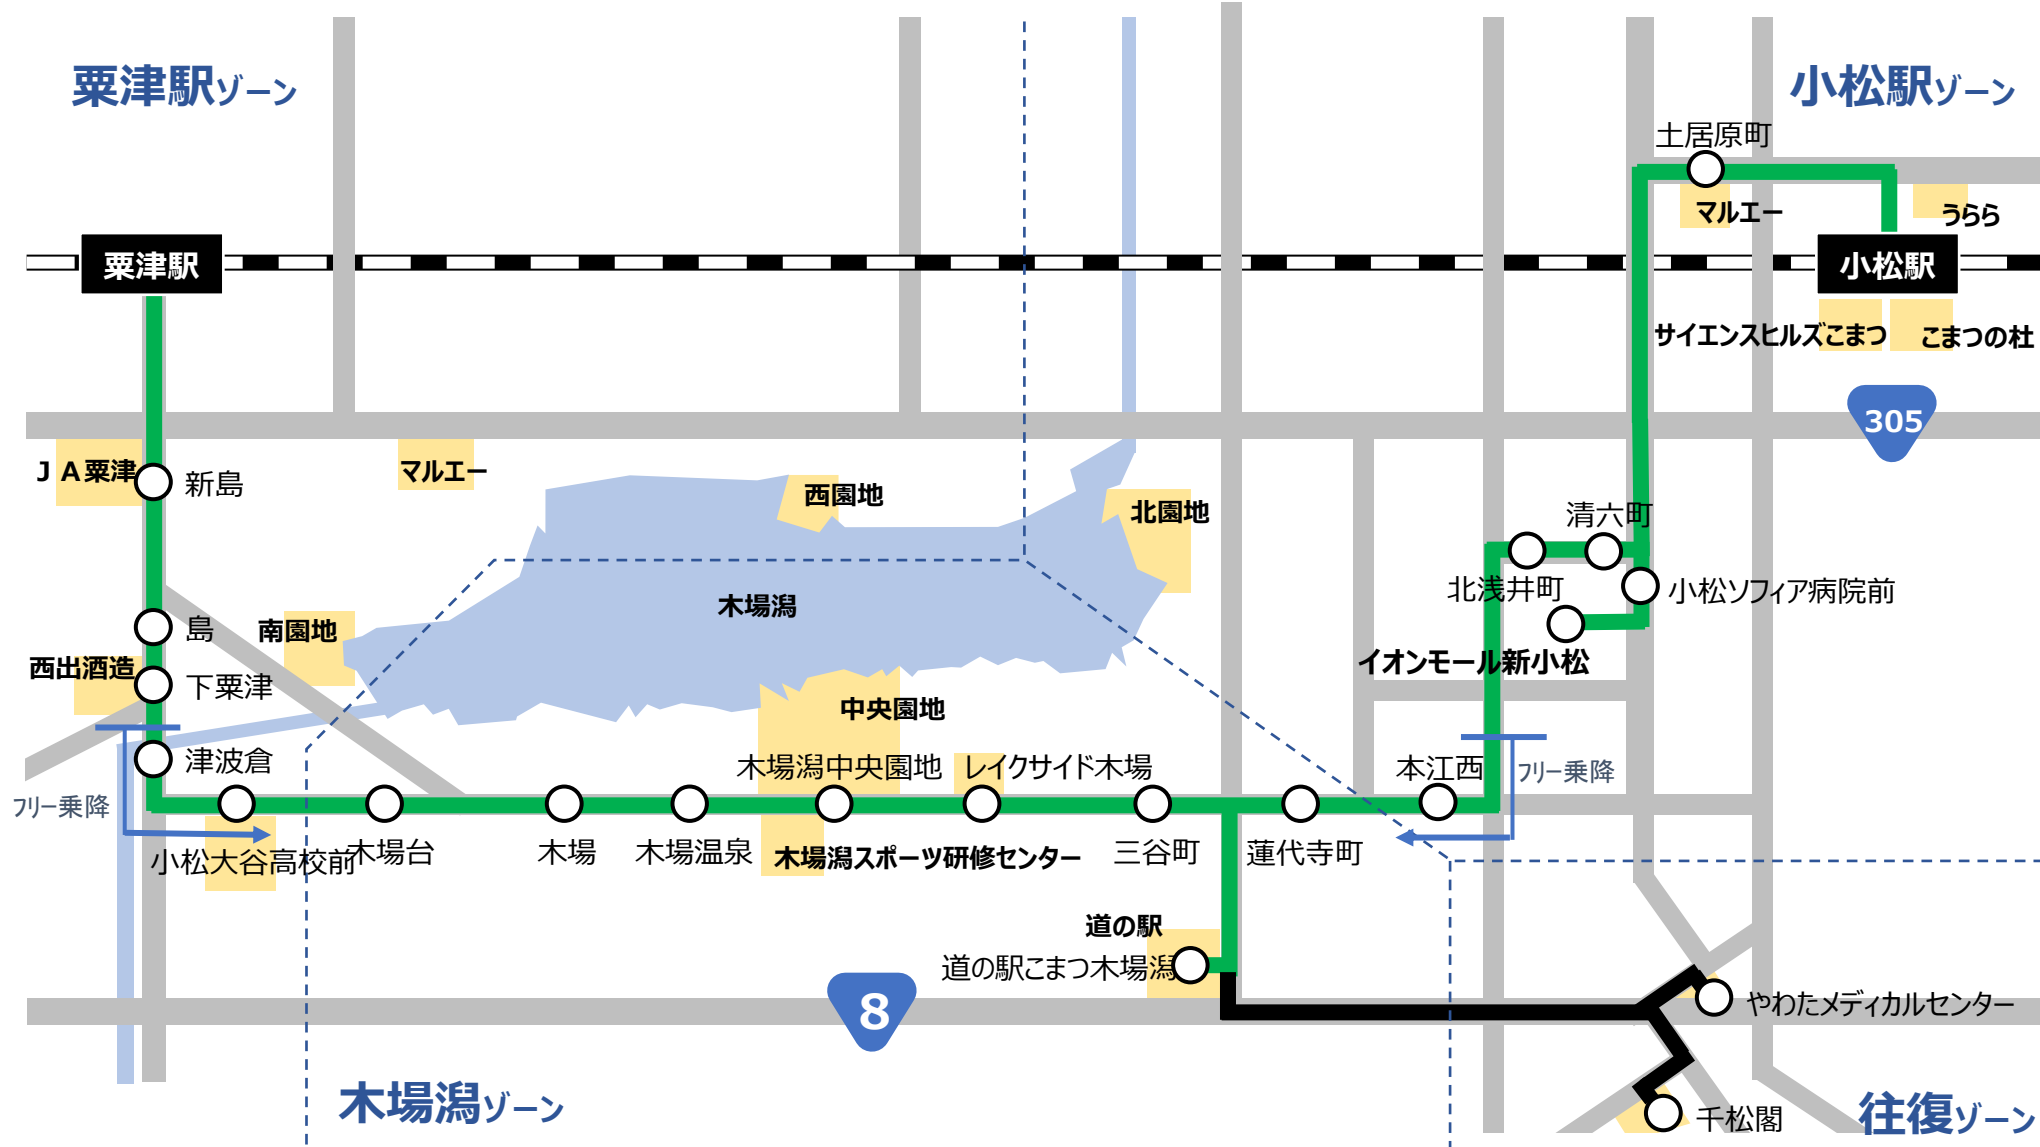 粟津駅ゾーン
小松駅ゾーン
土居原町
マルエー
うらら
粟津駅
小松駅
サイエンスヒルズこまつ
こまつの杜
305
JA粟津
新島
マルエー
西園地
北園地
清六町
北浅井町
小松ソフィア病院前
木場潟
島
南園地
西出酒造
下粟津
イオンモール新小松
中央園地
津波倉
木場潟中央園地
レイクサイド木場
本江西
フリー乗降
フリー乗降
小松大谷高校前
木場台
木場
木場温泉
木場潟スポーツ研修センター
三谷町
蓮代寺町
道の駅
道の駅こまつ木場潟
8
やわたメディカルセンター
木場潟ゾーン
千松閣
往復ゾーン